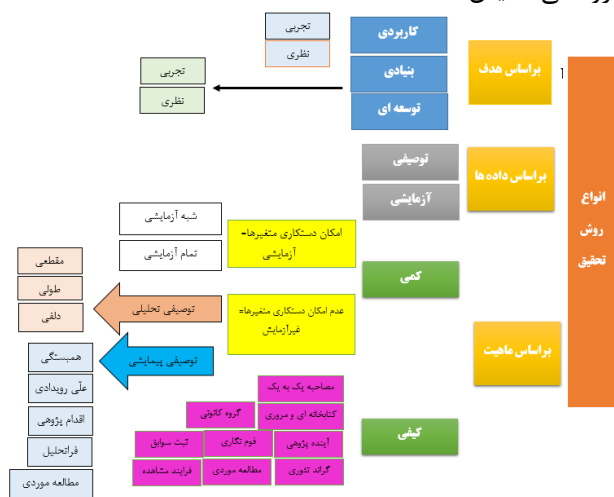 انواع
روش
تحقیق
براساس هدف
کاربردی
تجربی
نظری
بنیادی
توسعه ای
تجربی
نظری
براساس داده ها
توصیفی
آزمایشی
براساس ماهیت
کمی
امکان دستکاری متغیرها=
آزمایشی
شبه آزمایشی
تمام آزمایشی
عدم امکان دستکاری متغیرها=
غیرآزمایش
توصیفی تحلیلی
مقطعی
طولی
دلفی
توصیفی پیمایشی
همبستگی
علّی رویدادی
اقدام پژوهی
فراتحلیل
مطالعه موردی
کیفی
مصاحبه یک به یک
کتابخانه ای و مروری
گروه کانونی
آینده پژوهی
قوم نگاری
ثبت سوابق
گراند تئوری
مطالعه موردی
فرایند مشاهده